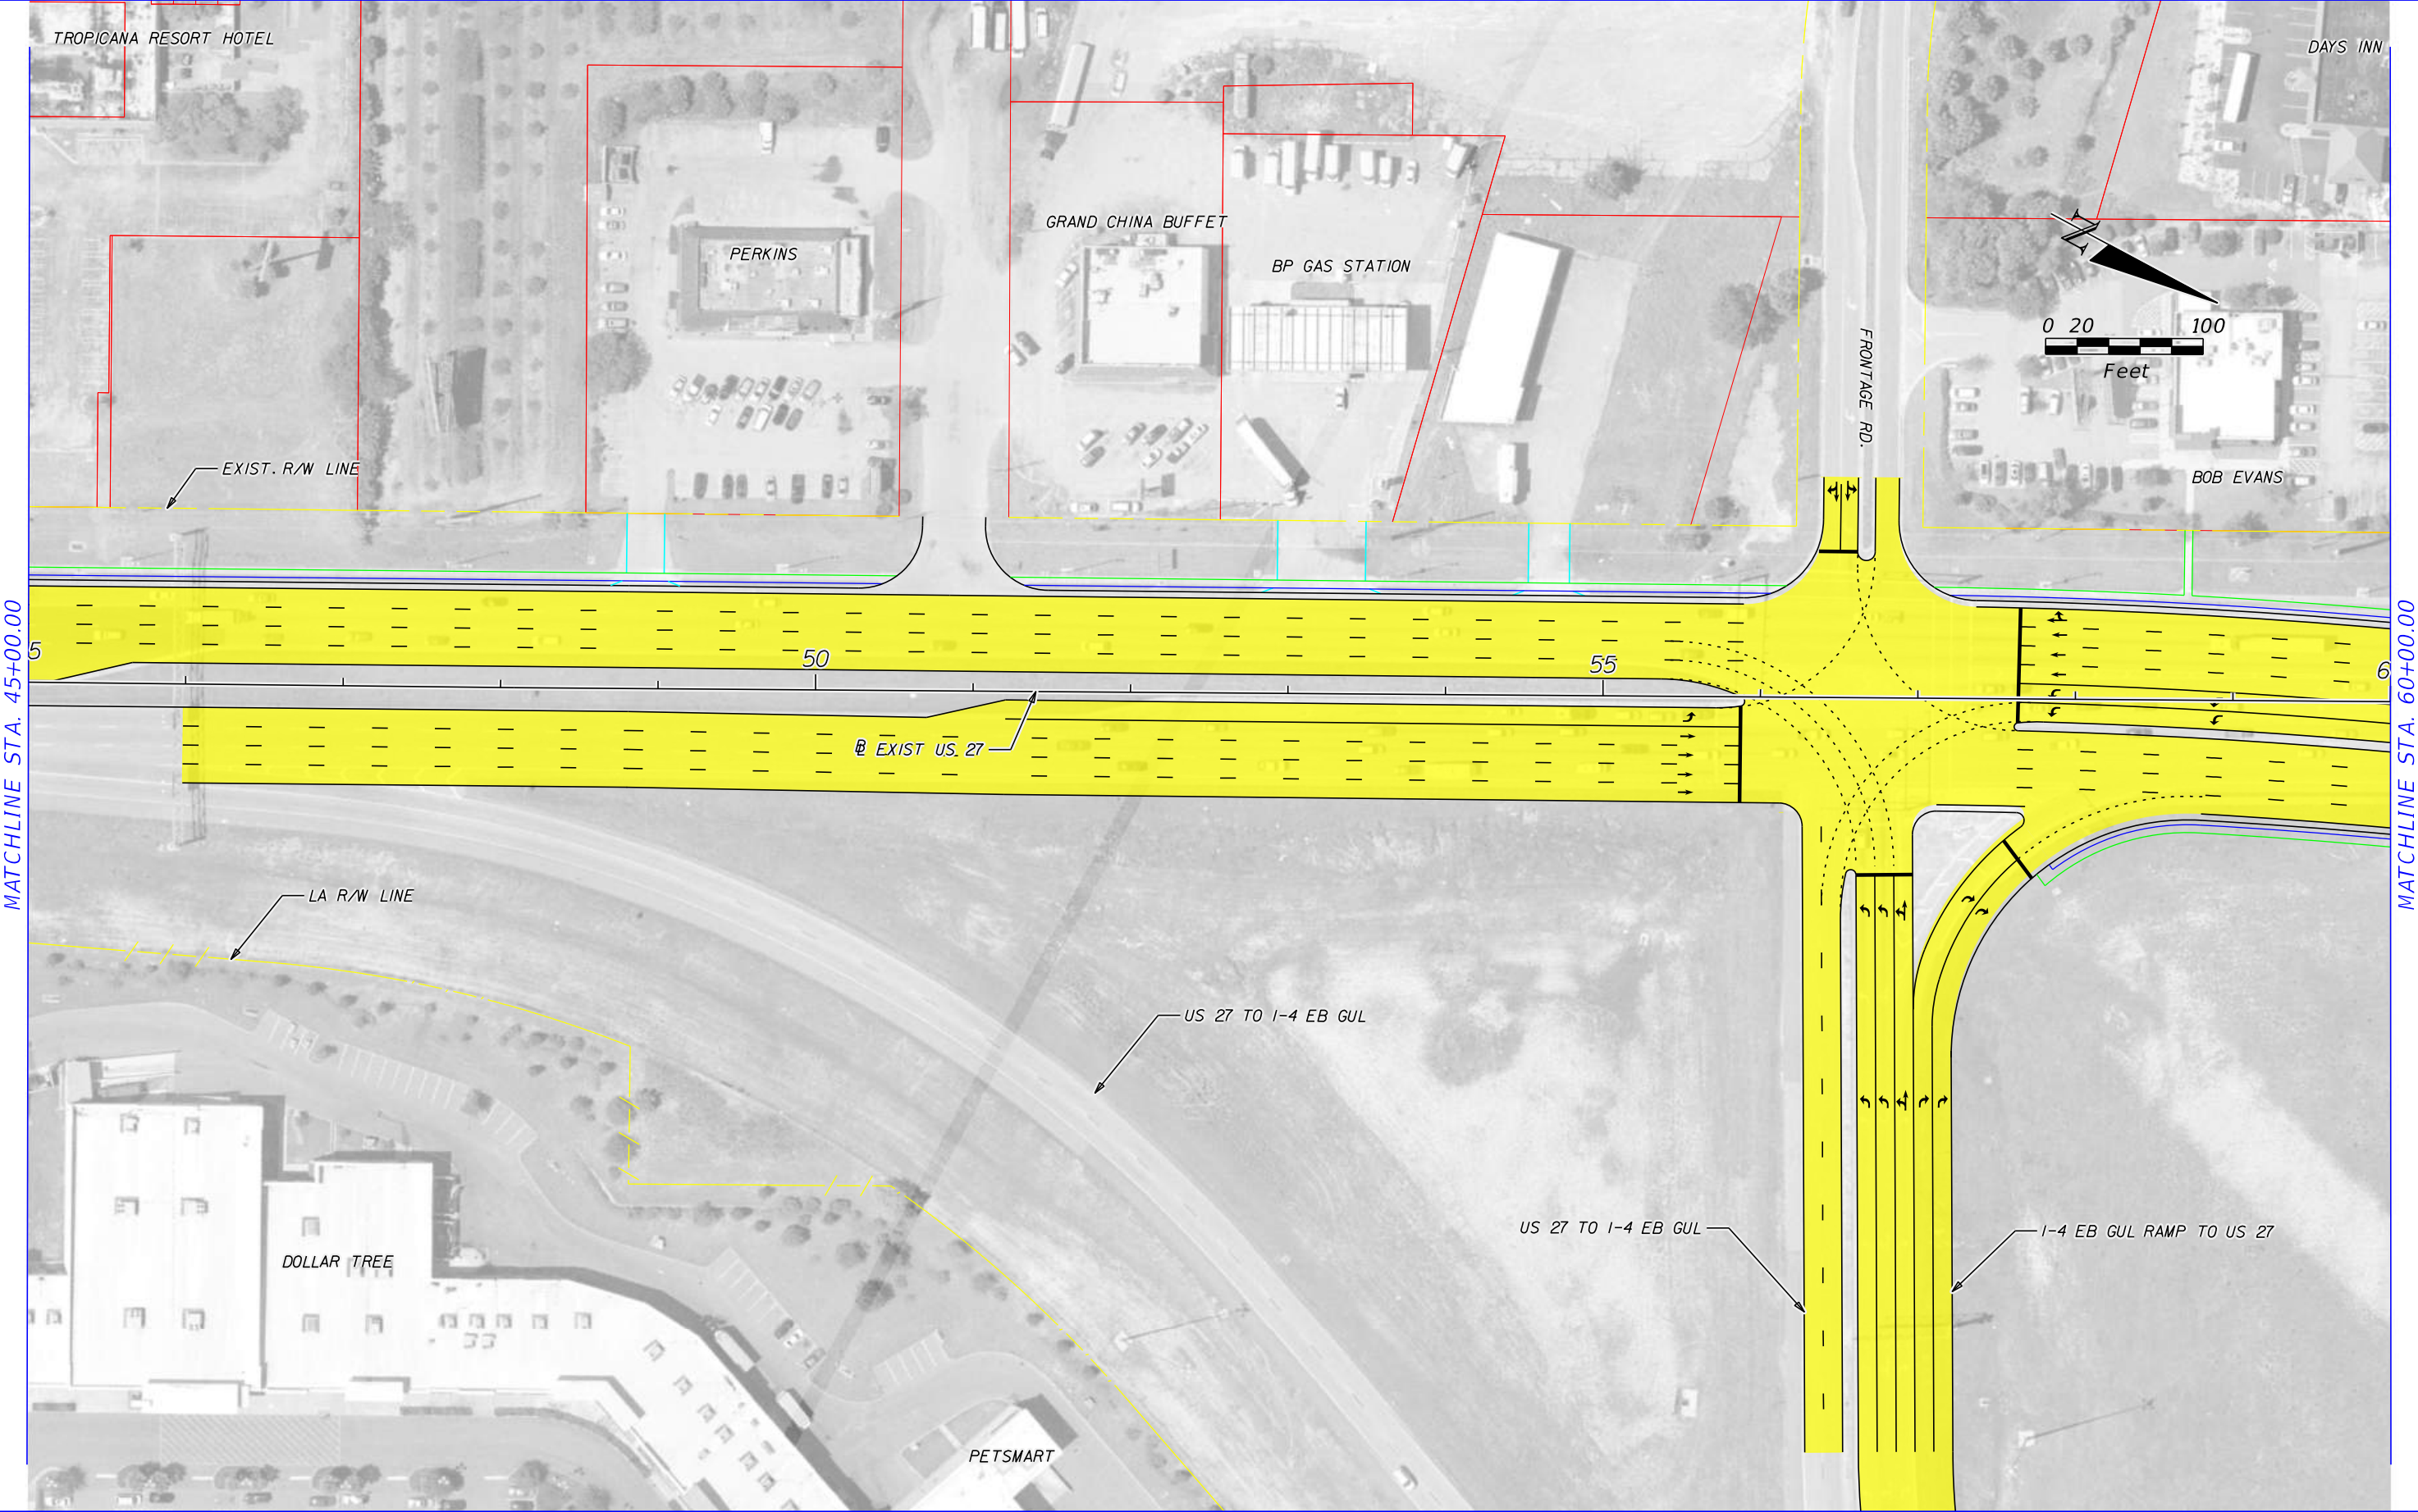 TROPICANA RESORT HOTEL
DAYS INN
GRAND CHINA BUFFET
PERKINS
BP GAS STATION
N
0 20 100
Feet
FRONTAGE RD.
EXIST. R/W LINE
BOB EVANS
MATCHLINE STA. 45+00.00
MATCHLINE STA. 60+00.00
5
50
55
6
BL EXIST US 27
LA R/W LINE
US 27 TO I-4 EB GUL
US 27 TO I-4 EB GUL
I-4 EB GUL RAMP TO US 27
DOLLAR TREE
PETSMART